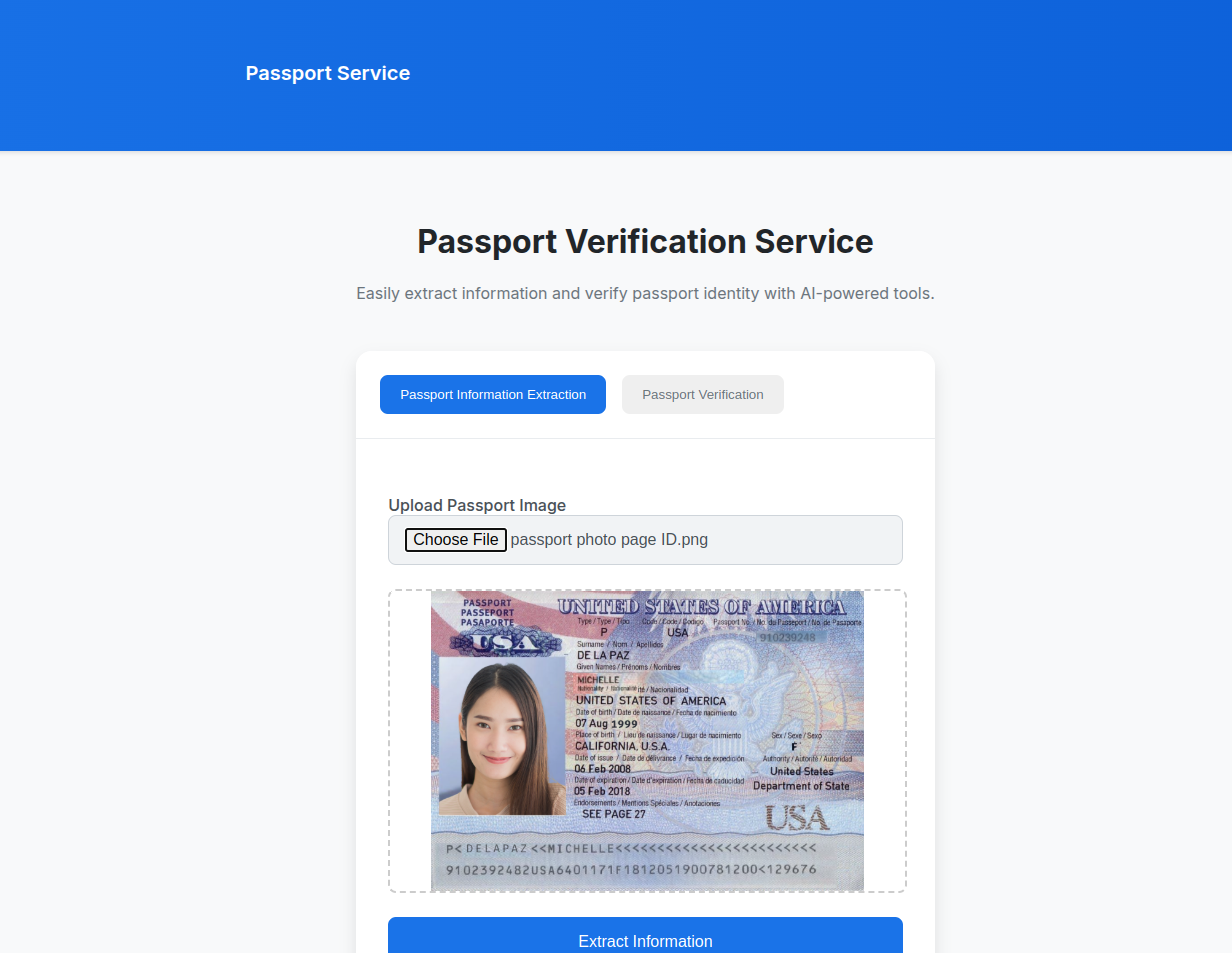 Passport Service
Passport Verification Service
Easily extract information and verify passport identity with AI-powered tools.
Passport Information Extraction
Passport Verification
Upload Passport Image
Choose File passport photo page ID.png
PASSPORT
PASSEPORT
PASAPORTE
USA
UNITED STATES OF AMERICA
Type / Type / Tipo Code / Code / Codigo Passport No. / No. du Passeport / No. de Pasaporte
P USA 910239248
Surname / Nom / Apellidos
DE LA PAZ
Given Names / Prénoms / Nombres
MICHELLE
Nationality / Nationalite ité / Nacionalidad
UNITED STATES OF AMERICA
Date of birth / Date de naissance / Fecha de nacimiento
07 Aug 1999
Place of birth / Lieu de naissance / Lugar de nacimiento Sex / Sexe / Sexo
CALIFORNIA, U.S.A. F
Date of issue / Date de délivrance / Fecha de expedición Authority / Autorité / Autoridad
06 Feb 2008 United States
Date of expiration / Date d'expiration / Fecha de caducidad
05 Feb 2018 Department of State
Endorsements / Mentions Spéciales / Anotaciones
SEE PAGE 27
USA
P<DELAPAZ<<MICHELLE<<<<<<<<<<<<<<<<<<<<<<<<
9102392482USA6401171F1812051900781200<129676
Extract Information